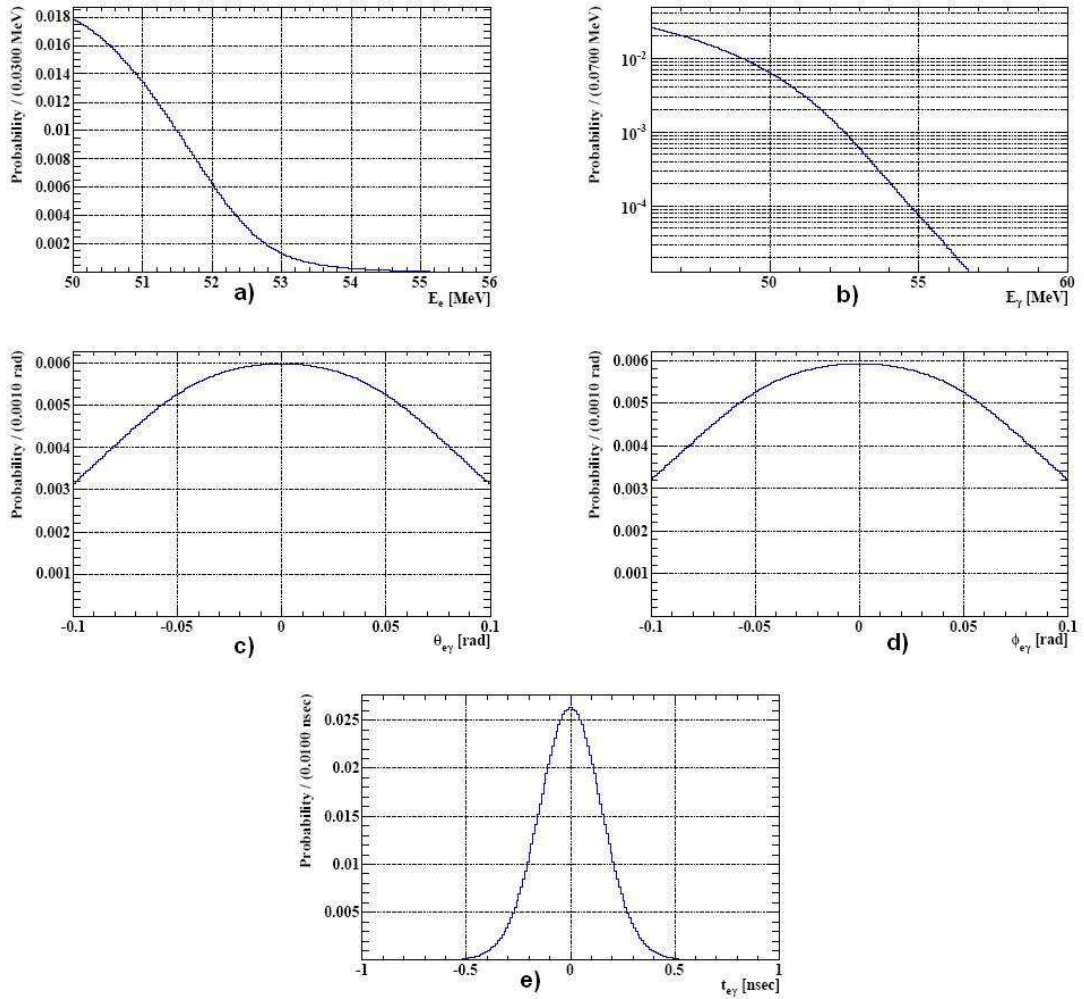 Probability / (0.0300 MeV)
0.018
0.016
0.014
0.012
0.01
0.008
0.006
0.004
0.002
50 51 52 53 54 55 56
E_e [MeV]
a)
Probability / (0.0700 MeV)
10^-2
10^-3
10^-4
50 55 60
E_γ [MeV]
b)
Probability / (0.0010 rad)
0.006
0.005
0.004
0.003
0.002
0.001
-0.1 -0.05 0 0.05 0.1
θ_eγ [rad]
c)
Probability / (0.0010 rad)
0.006
0.005
0.004
0.003
0.002
0.001
-0.1 -0.05 0 0.05 0.1
ϕ_eγ [rad]
d)
Probability / (0.0100 nsec)
0.025
0.02
0.015
0.01
0.005
-1 -0.5 0 0.5 1
t_eγ [nsec]
e)